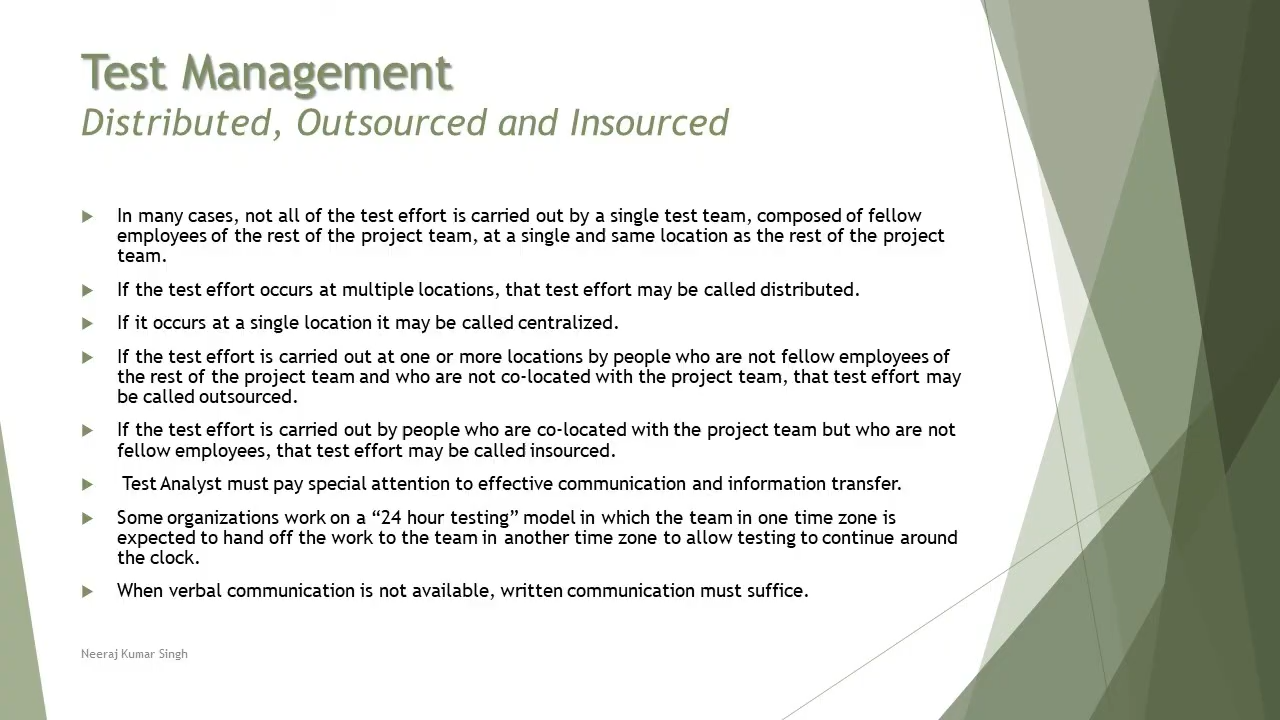 Test Management
Distributed, Outsourced and Insourced
In many cases, not all of the test effort is carried out by a single test team, composed of fellow
employees of the rest of the project team, at a single and same location as the rest of the project
team.
If the test effort occurs at multiple locations, that test effort may be called distributed.
If it occurs at a single location it may be called centralized.
If the test effort is carried out at one or more locations by people who are not fellow employees of
the rest of the project team and who are not co-located with the project team, that test effort may
be called outsourced.
If the test effort is carried out by people who are co-located with the project team but who are not
fellow employees, that test effort may be called insourced.
Test Analyst must pay special attention to effective communication and information transfer.
Some organizations work on a “24 hour testing” model in which the team in one time zone is
expected to hand off the work to the team in another time zone to allow testing to continue around
the clock.
When verbal communication is not available, written communication must suffice.
Neeraj Kumar Singh